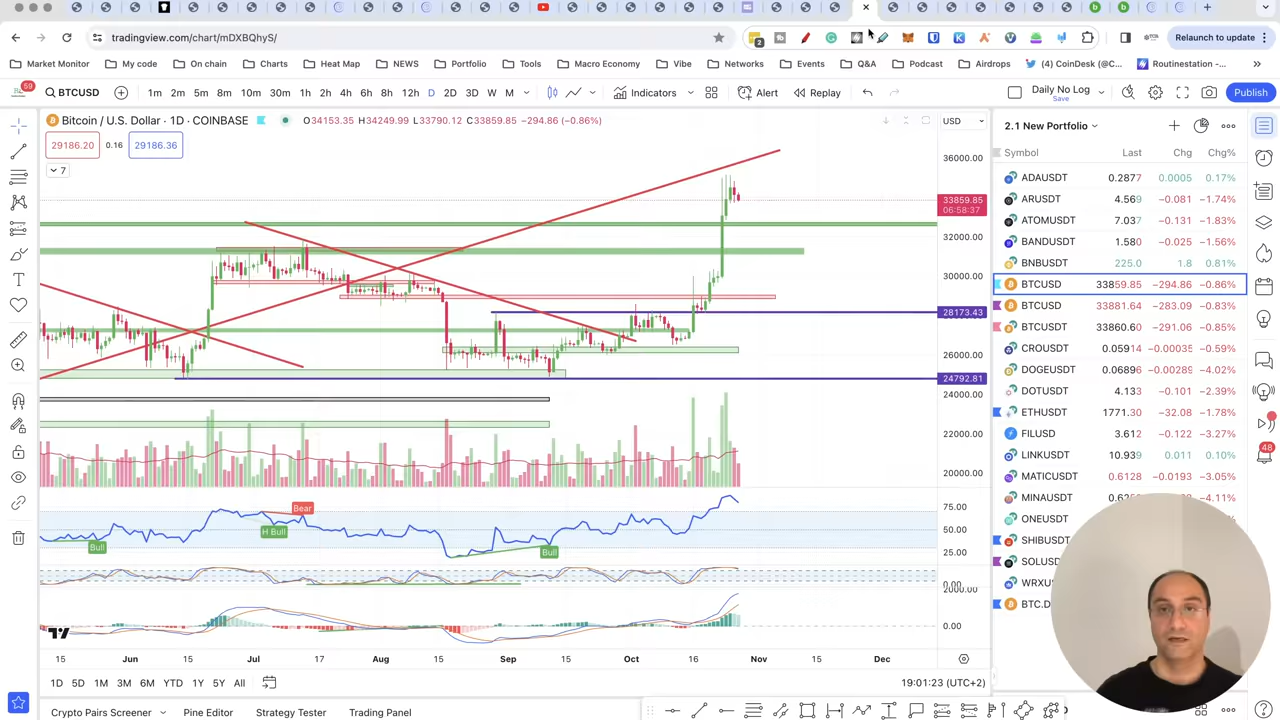 tradingview.com/chart/mDXBQhyS/
2
Relaunch to update
Market Monitor My code On chain Charts Heat Map NEWS Portfolio Tools Macro Economy Vibe Networks Events Q&A Podcast Airdrops (4) CoinDesk (@C... Routinestation -...
59
BTCUSD 1m 2m 5m 8m 10m 30m 1h 2h 4h 6h 8h 12h D 2D 3D W M Indicators Alert Replay Daily No Log Save Publish
Bitcoin / U.S. Dollar · 1D · COINBASE O34153.35 H34249.99 L33790.12 C33859.85 −294.86 (−0.86%) USD
29186.20 0.16 29186.36
7
36000.00
33859.85
06:58:37
32000.00
30000.00
28173.43
26000.00
24792.81
24000.00
22000.00
20000.00
75.00
50.00
25.00
0.00
2000.00
0.00
Bear
H Bull
Bull
Bull
15 Jun 15 Jul 17 Aug 15 Sep 15 Oct 16 Nov 15 Dec
1D 5D 1M 3M 6M YTD 1Y 5Y All 19:01:23 (UTC+2)
Crypto Pairs Screener Pine Editor Strategy Tester Trading Panel
2.1 New Portfolio
Symbol Last Chg Chg%
ADAUSDT 0.2877 0.0005 0.17%
ARUSDT 4.569 −0.081 −1.74%
ATOMUSDT 7.037 −0.131 −1.83%
BANDUSDT 1.580 −0.025 −1.56%
BNBUSDT 225.0 1.8 0.81%
BTCUSD 33859.85 −294.86 −0.86%
BTCUSD 33881.64 −283.09 −0.83%
BTCUSDT 33860.60 −291.06 −0.85%
CROUSDT 0.05914 −0.00035 −0.59%
DOGEUSDT 0.06896 −0.00289 −4.02%
DOTUSDT 4.133 −0.101 −2.39%
ETHUSDT 1771.30 −32.08 −1.78%
FILUSD 3.612 −0.122 −3.27%
LINKUSDT 10.939 0.011 0.10%
MATICUSDT 0.6128 −0.0193 −3.05%
MINAUSDT −4.11%
ONEUSDT
SHIBUSDT
SOLUSD
WRXUS
BTC.D
48